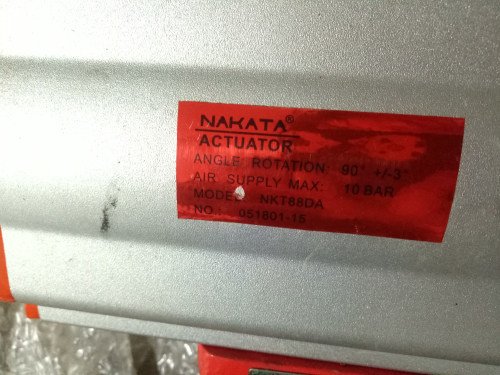 NAKATA®
ACTUATOR
ANGLE ROTATION: 90° +/-3°
AIR SUPPLY MAX: 10 BAR
MODEL NKT88DA
NO.: 051801-15